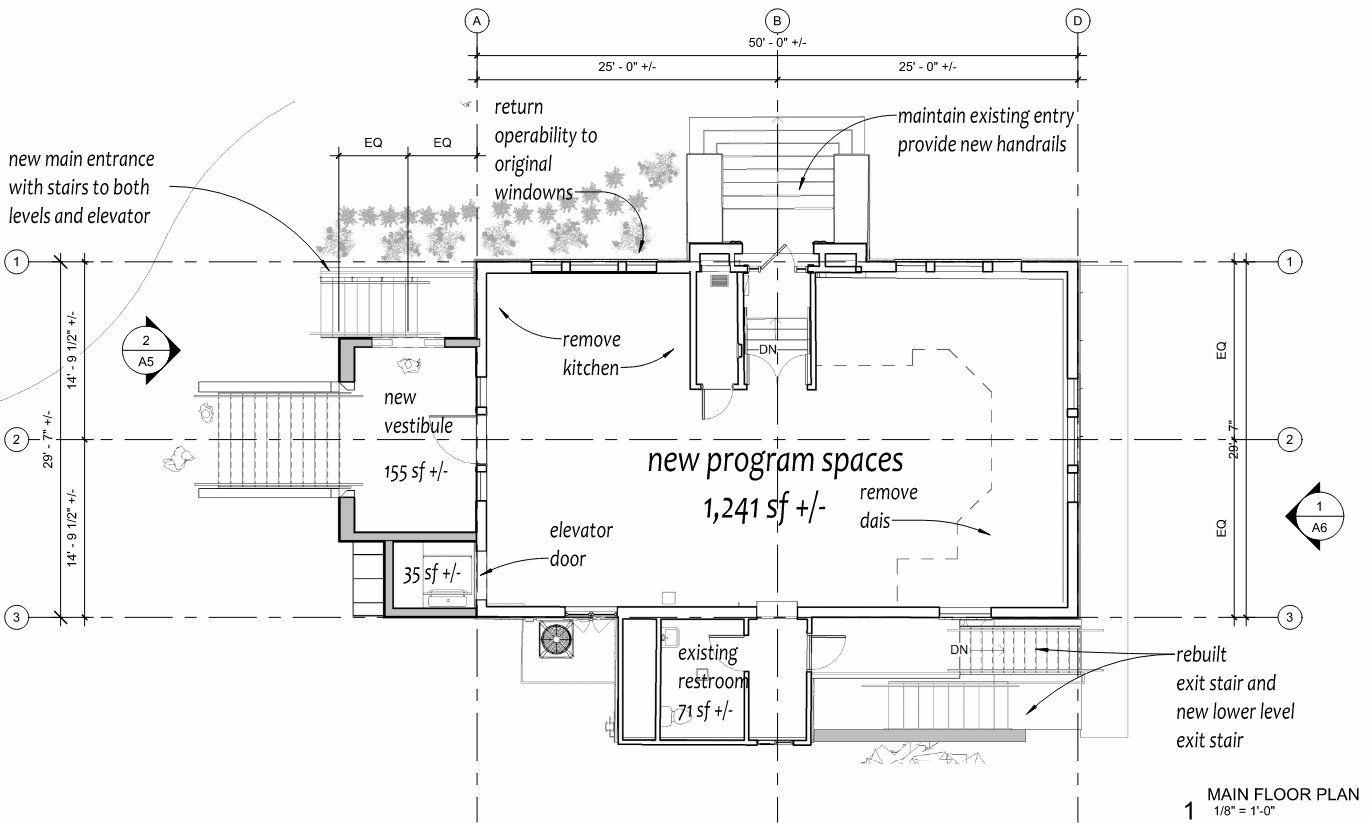 A
B
D
50' - 0" +/-
25' - 0" +/-
25' - 0" +/-
return
operability to
original
windowns
maintain existing entry
provide new handrails
EQ
EQ
new main entrance
with stairs to both
levels and elevator
1
1
2
A5
14' - 9 1/2" +/-
remove
kitchen
DN
EQ
new
vestibule
155 sf +/-
2
2
29' - 7" +/-
29' - 7"
new program spaces
1,241 sf +/-
remove
dais
1
A6
14' - 9 1/2" +/-
EQ
elevator
door
35 sf +/-
3
3
existing
restroom
71 sf +/-
DN
rebuilt
exit stair and
new lower level
exit stair
1
MAIN FLOOR PLAN
1/8" = 1'-0"